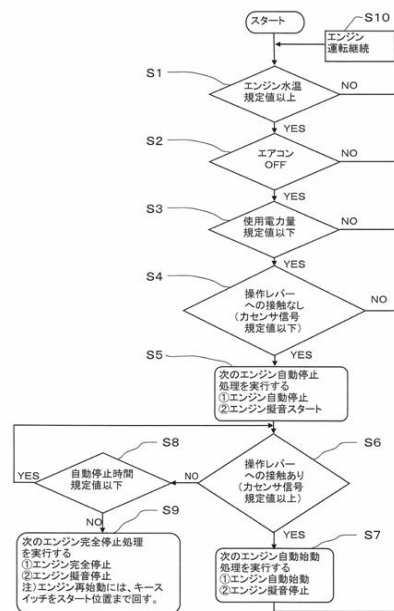 スタート
S10
エンジン
運転継続
S1
エンジン水温
規定値以上
NO
YES
S2
エアコン
OFF
NO
YES
S3
使用電力量
規定値以下
NO
YES
S4
操作レバー
への接触なし
(力センサ信号
規定値以下)
NO
YES
S5
次のエンジン自動停止
処理を実行する
①エンジン自動停止
②エンジン擬音スタート
S6
操作レバー
への接触あり
(力センサ信号
規定値以上)
NO
YES
S8
自動停止時間
規定値以下
YES
NO
S9
次のエンジン完全停止処理
を実行する
①エンジン完全停止
②エンジン擬音停止
注)エンジン再始動には、キース
イッチをスタート位置まで回す。
S7
次のエンジン自動始動
処理を実行する
①エンジン自動始動
②エンジン擬音停止